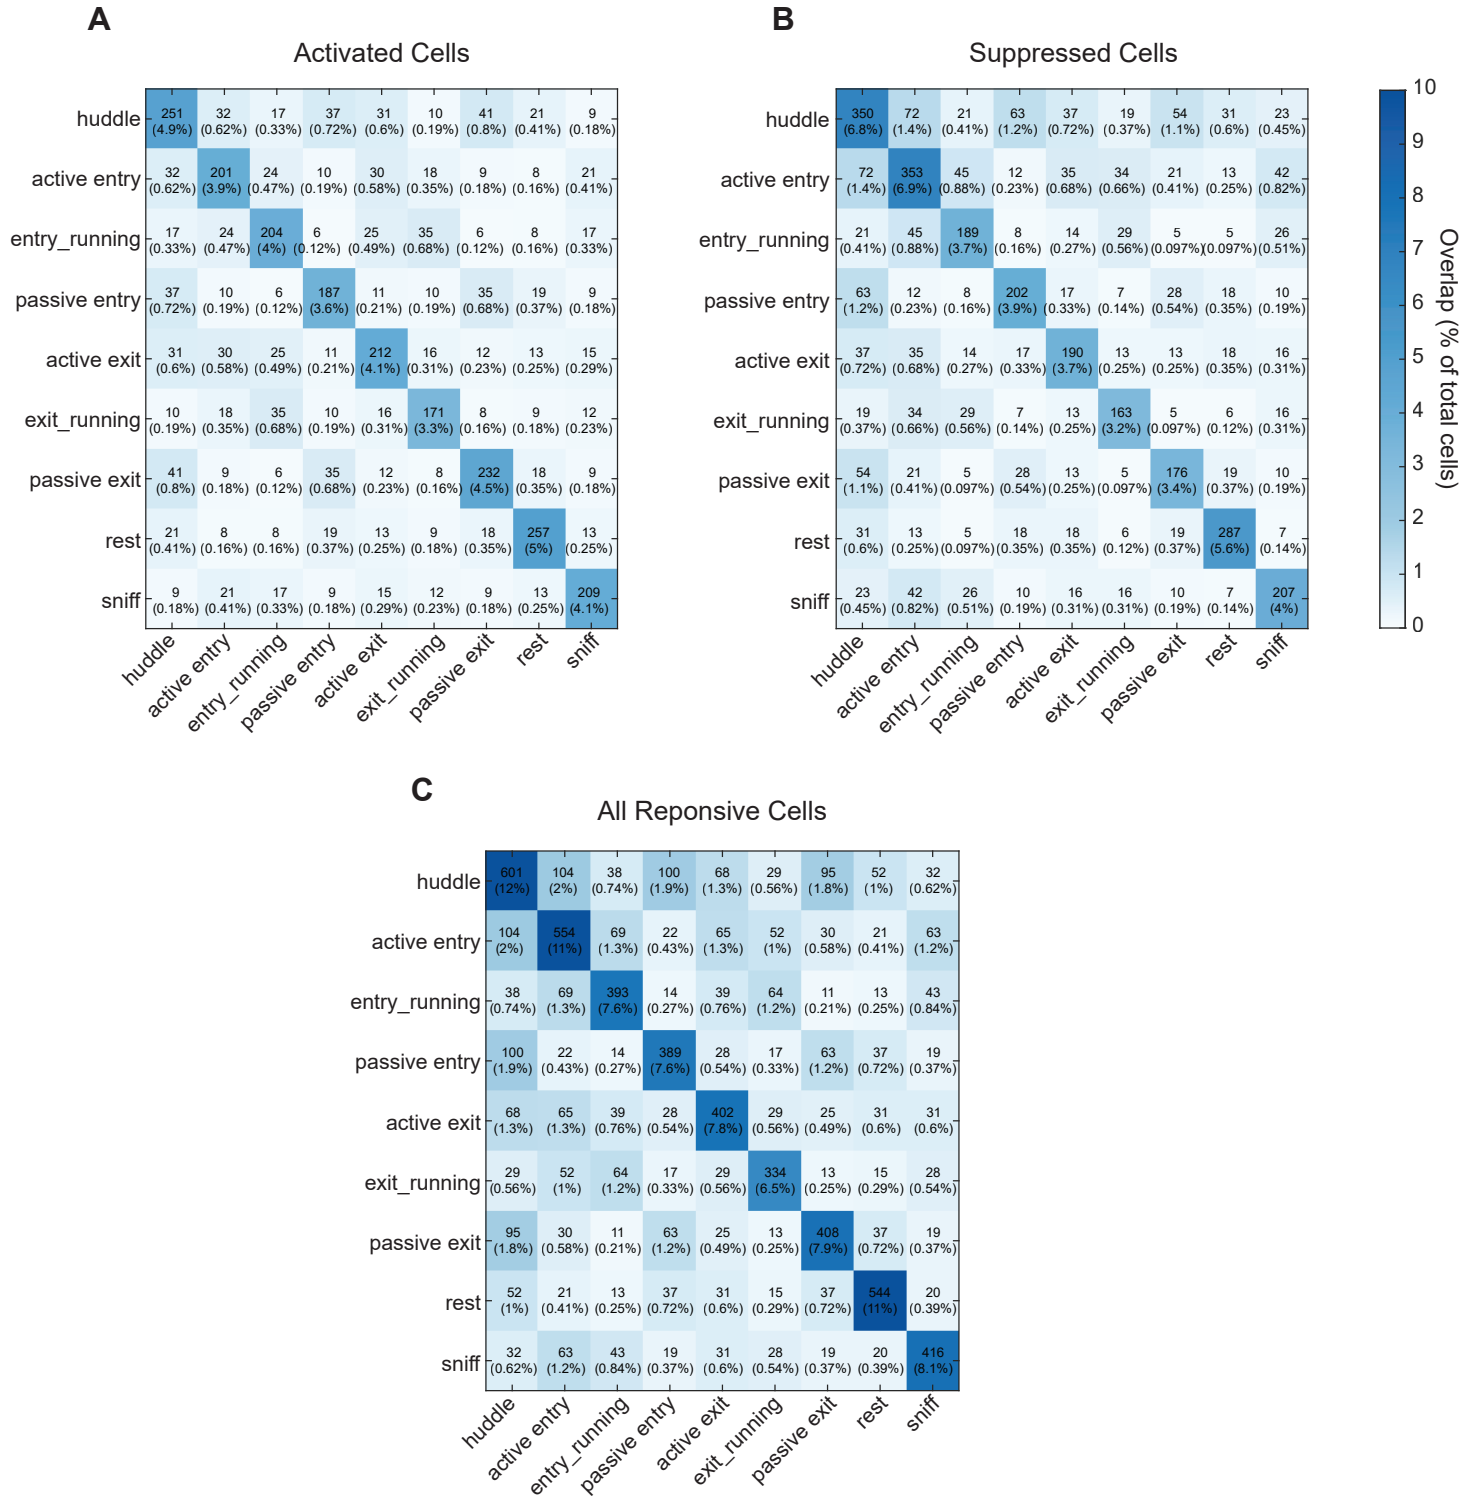 A
Activated Cells
huddle 251 32 17 37 31 10 41 21 9
(4.9%) (0.62%) (0.33%) (0.72%) (0.6%) (0.19%) (0.8%) (0.41%) (0.18%)
active entry 32 201 24 10 30 18 9 8 21
(0.62%) (3.9%) (0.47%) (0.19%) (0.58%) (0.35%) (0.18%) (0.16%) (0.41%)
entry_running 17 24 204 6 25 35 6 8 17
(0.33%) (0.47%) (4%) (0.12%) (0.49%) (0.68%) (0.12%) (0.16%) (0.33%)
passive entry 37 10 6 187 11 10 35 19 9
(0.72%) (0.19%) (0.12%) (3.6%) (0.21%) (0.19%) (0.68%) (0.37%) (0.18%)
active exit 31 30 25 11 212 16 12 13 15
(0.6%) (0.58%) (0.49%) (0.21%) (4.1%) (0.31%) (0.23%) (0.25%) (0.29%)
exit_running 10 18 35 10 16 171 8 9 12
(0.19%) (0.35%) (0.68%) (0.19%) (0.31%) (3.3%) (0.16%) (0.18%) (0.23%)
passive exit 41 9 6 35 12 8 232 18 9
(0.8%) (0.18%) (0.12%) (0.68%) (0.23%) (0.16%) (4.5%) (0.35%) (0.18%)
rest 21 8 8 19 13 9 18 257 13
(0.41%) (0.16%) (0.16%) (0.37%) (0.25%) (0.18%) (0.35%) (5%) (0.25%)
sniff 9 21 17 9 15 12 9 13 209
(0.18%) (0.41%) (0.33%) (0.18%) (0.29%) (0.23%) (0.18%) (0.25%) (4.1%)
huddle active entry entry_running passive entry active exit exit_running passive exit rest sniff
B
Suppressed Cells
huddle 350 72 21 63 37 19 54 31 23
(6.8%) (1.4%) (0.41%) (1.2%) (0.72%) (0.37%) (1.1%) (0.6%) (0.45%)
active entry 72 353 45 12 35 34 21 13 42
(1.4%) (6.9%) (0.88%) (0.23%) (0.68%) (0.66%) (0.41%) (0.25%) (0.82%)
entry_running 21 45 189 8 14 29 5 5 26
(0.41%) (0.88%) (3.7%) (0.16%) (0.27%) (0.56%) (0.097%) (0.097%) (0.51%)
passive entry 63 12 8 202 17 7 28 18 10
(1.2%) (0.23%) (0.16%) (3.9%) (0.33%) (0.14%) (0.54%) (0.35%) (0.19%)
active exit 37 35 14 17 190 13 13 18 16
(0.72%) (0.68%) (0.27%) (0.33%) (3.7%) (0.25%) (0.25%) (0.35%) (0.31%)
exit_running 19 34 29 7 13 163 5 6 16
(0.37%) (0.66%) (0.56%) (0.14%) (0.25%) (3.2%) (0.097%) (0.12%) (0.31%)
passive exit 54 21 5 28 13 5 176 19 10
(1.1%) (0.41%) (0.097%) (0.54%) (0.25%) (0.097%) (3.4%) (0.37%) (0.19%)
rest 31 13 5 18 18 6 19 287 7
(0.6%) (0.25%) (0.097%) (0.35%) (0.35%) (0.12%) (0.37%) (5.6%) (0.14%)
sniff 23 42 26 10 16 16 10 7 207
(0.45%) (0.82%) (0.51%) (0.19%) (0.31%) (0.31%) (0.19%) (0.14%) (4%)
huddle active entry entry_running passive entry active exit exit_running passive exit rest sniff
10
9
8
7
6
5
4
3
2
1
0
Overlap (% of total cells)
C
All Reponsive Cells
huddle 601 104 38 100 68 29 95 52 32
(12%) (2%) (0.74%) (1.9%) (1.3%) (0.56%) (1.8%) (1%) (0.62%)
active entry 104 554 69 22 65 52 30 21 63
(2%) (11%) (1.3%) (0.43%) (1.3%) (1%) (0.58%) (0.41%) (1.2%)
entry_running 38 69 393 14 39 64 11 13 43
(0.74%) (1.3%) (7.6%) (0.27%) (0.76%) (1.2%) (0.21%) (0.25%) (0.84%)
passive entry 100 22 14 389 28 17 63 37 19
(1.9%) (0.43%) (0.27%) (7.6%) (0.54%) (0.33%) (1.2%) (0.72%) (0.37%)
active exit 68 65 39 28 402 29 25 31 31
(1.3%) (1.3%) (0.76%) (0.54%) (7.8%) (0.56%) (0.49%) (0.6%) (0.6%)
exit_running 29 52 64 17 29 334 13 15 28
(0.56%) (1%) (1.2%) (0.33%) (0.56%) (6.5%) (0.25%) (0.29%) (0.54%)
passive exit 95 30 11 63 25 13 408 37 19
(1.8%) (0.58%) (0.21%) (1.2%) (0.49%) (0.25%) (7.9%) (0.72%) (0.37%)
rest 52 21 13 37 31 15 37 544 20
(1%) (0.41%) (0.25%) (0.72%) (0.6%) (0.29%) (0.72%) (11%) (0.39%)
sniff 32 63 43 19 31 28 19 20 416
(0.62%) (1.2%) (0.84%) (0.37%) (0.6%) (0.54%) (0.37%) (0.39%) (8.1%)
huddle active entry entry_running passive entry active exit exit_running passive exit rest sniff